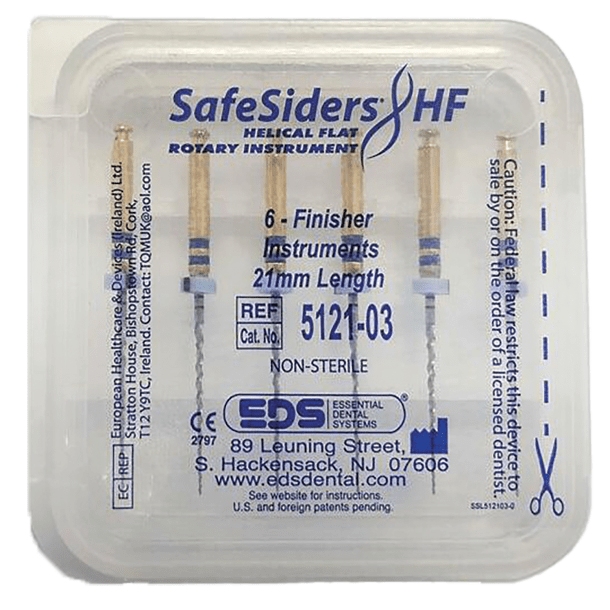 SafeSiders HF
HELICAL FLAT
ROTARY INSTRUMENT
6 - Finisher
Instruments
21mm Length
REF
Cat. No. 5121-03
NON-STERILE
CE
2797
EDS ESSENTIAL
DENTAL
SYSTEMS
89 Leuning Street,
S. Hackensack, NJ 07606
www.edsdental.com
See website for instructions.
U.S. and foreign patents pending.
EC REP
European Healthcare & Devices (Ireland) Ltd.
Stratton House, Bishopstown Rd, Cork,
T12 Y9TC, Ireland. Contact: TQMUK@aol.com
Caution: Federal law restricts this device to
sale by or on the order of a licensed dentist.
SSL512103-0